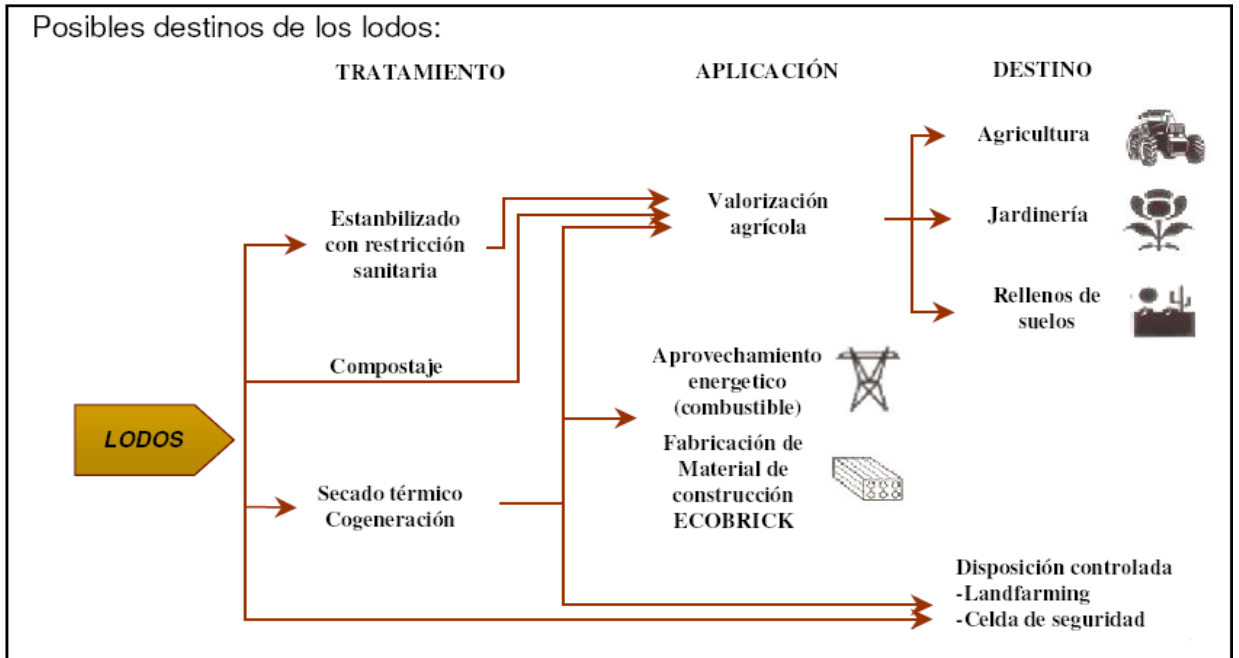 Posibles destinos de los lodos:
TRATAMIENTO
APLICACIÓN
DESTINO
Estanbilizado
con restricción
sanitaria
Compostaje
LODOS
Secado térmico
Cogeneración
Valorización
agrícola
Aprovechamiento
energetico
(combustible)
Fabricación de
Material de
construcción
ECOBRICK
Agricultura
Jardinería
Rellenos de
suelos
Disposición controlada
-Landfarming
-Celda de seguridad